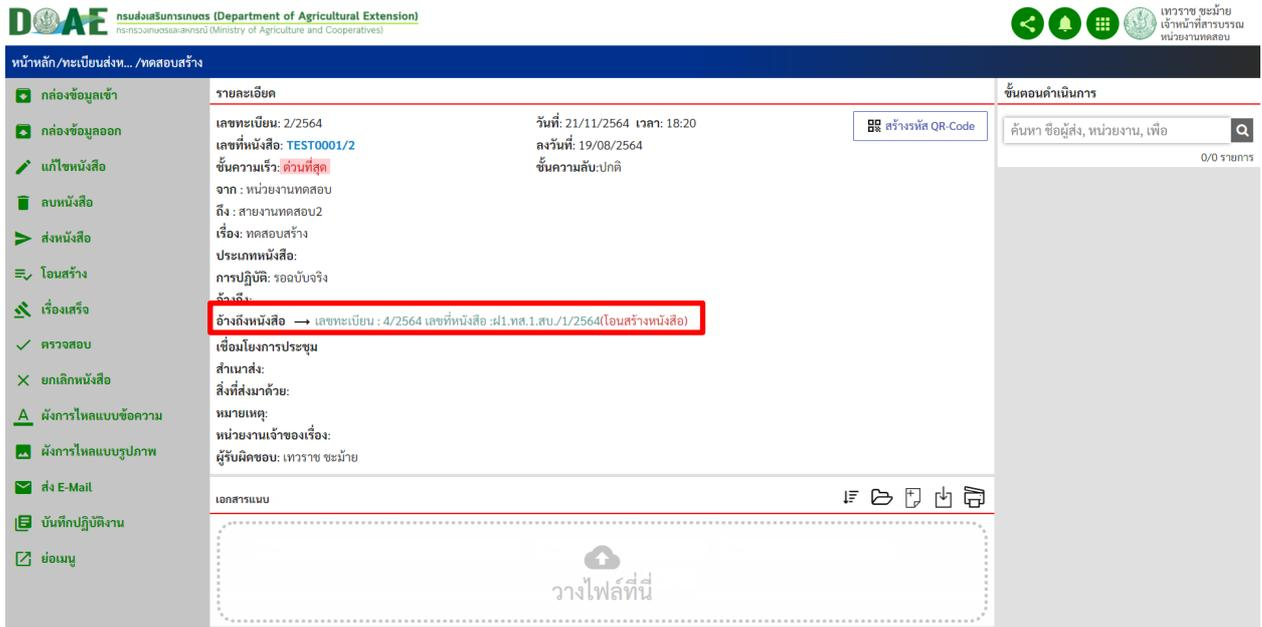 DOAE กรมส่งเสริมการเกษตร (Department of Agricultural Extension)
กระทรวงเกษตรและสหกรณ์ (Ministry of Agriculture and Cooperatives)
เทวราช ชะม้าย
เจ้าหน้าที่สารบรรณ
หน่วยงานทดสอบ
หน้าหลัก/ทะเบียนส่งห... /ทดสอบสร้าง
กล่องข้อมูลเข้า
กล่องข้อมูลออก
แก้ไขหนังสือ
ลบหนังสือ
ส่งหนังสือ
โอนสร้าง
เรื่องเสร็จ
ตรวจสอบ
ยกเลิกหนังสือ
ผังการไหลแบบข้อความ
ผังการไหลแบบรูปภาพ
ส่ง E-Mail
บันทึกปฏิบัติงาน
ย่อเมนู
รายละเอียด
เลขทะเบียน: 2/2564 วันที่: 21/11/2564 เวลา: 18:20
สร้างรหัส QR-Code
เลขที่หนังสือ: TEST0001/2 ลงวันที่: 19/08/2564
ชั้นความเร็ว: ด่วนที่สุด ชั้นความลับ:ปกติ
จาก : หน่วยงานทดสอบ
ถึง : สายงานทดสอบ2
เรื่อง: ทดสอบสร้าง
ประเภทหนังสือ:
การปฏิบัติ: รอฉบับจริง
อ้างถึง:
อ้างถึงหนังสือ → เลขทะเบียน : 4/2564 เลขที่หนังสือ :ฝ1.ทส.1.สบ./1/2564(โอนสร้างหนังสือ)
เชื่อมโยงการประชุม
สำเนาส่ง:
สิ่งที่ส่งมาด้วย:
หมายเหตุ:
หน่วยงานเจ้าของเรื่อง:
ผู้รับผิดชอบ: เทวราช ชะม้าย
เอกสารแนบ
วางไฟล์ที่นี่
ขั้นตอนดำเนินการ
ค้นหา ชื่อผู้ส่ง, หน่วยงาน, เพื่อ
0/0 รายการ